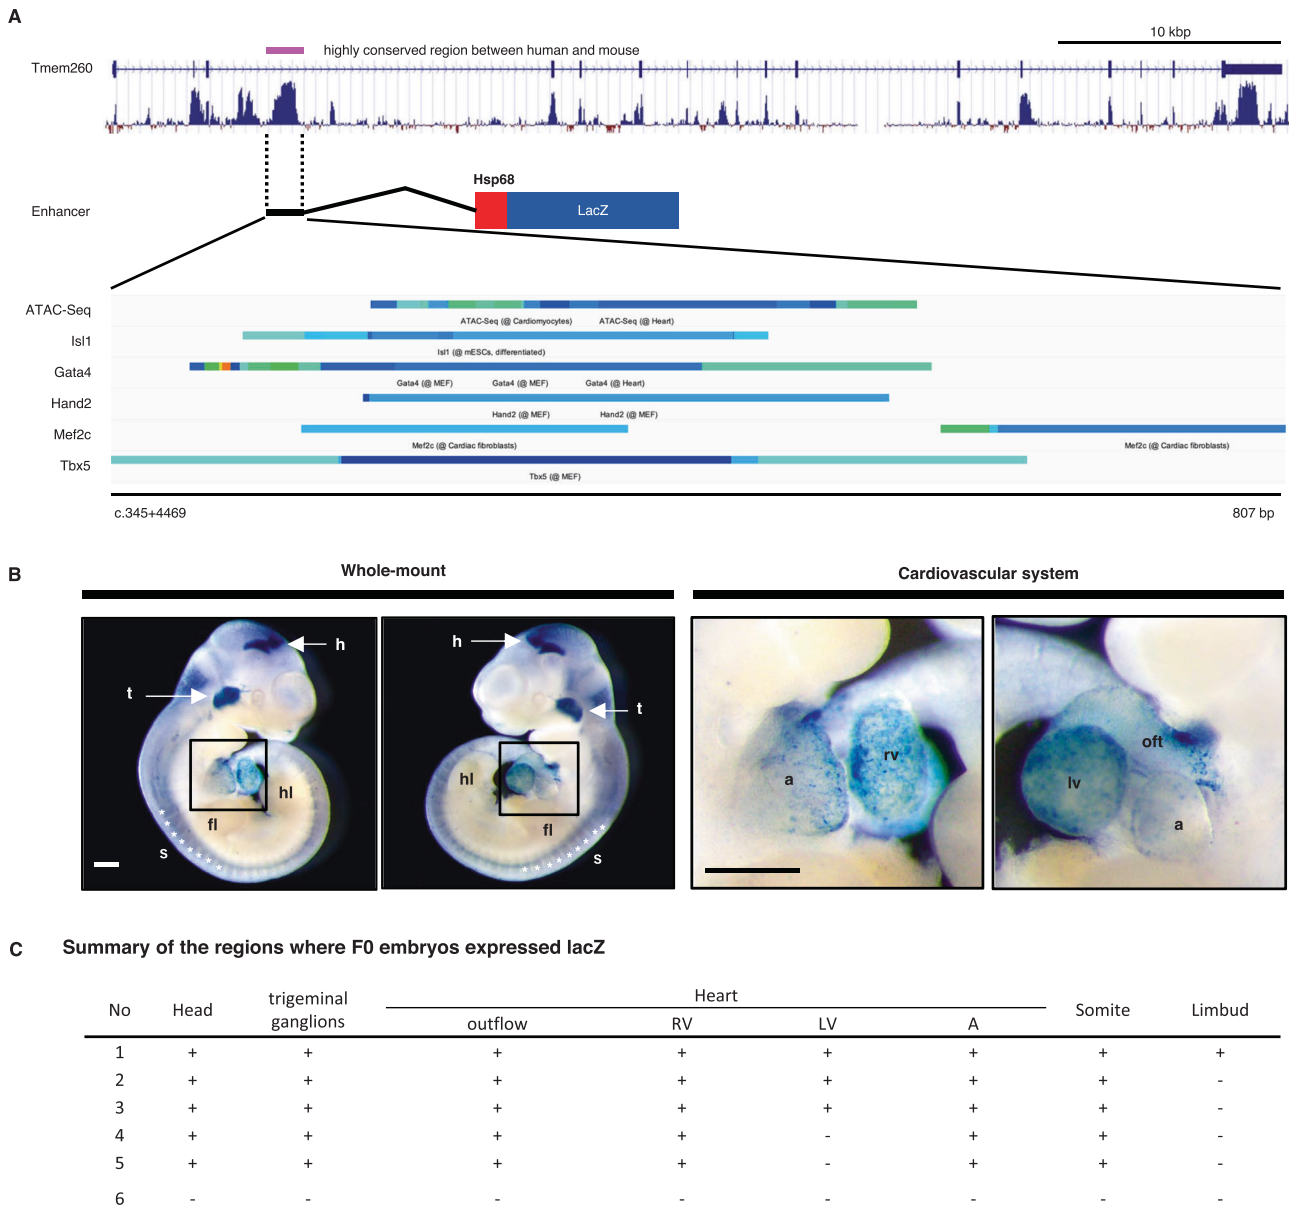 A
10 kbp
highly conserved region between human and mouse
Tmem260
Hsp68
Enhancer
LacZ
ATAC-Seq
ATAC-Seq (@ Cardiomyocytes) ATAC-Seq (@ Heart)
Isl1
Isl1 (@ mESCs, differentiated)
Gata4
Gata4 (@ MEF) Gata4 (@ MEF) Gata4 (@ Heart)
Hand2
Hand2 (@ MEF) Hand2 (@ MEF)
Mef2c
Mef2c (@ Cardiac fibroblasts) Mef2c (@ Cardiac fibroblasts)
Tbx5
Tbx5 (@ MEF)
c.345+4469 807 bp
B
Whole-mount
Cardiovascular system
h
t
hl
fl
s
* * * * * * * * *
h
t
hl
fl
s
* * * * * * * * *
a
rv
lv
oft
a
C Summary of the regions where F0 embryos expressed lacZ
No Head trigeminal ganglions Heart Somite Limbud
outflow RV LV A
1 + + + + + + + +
2 + + + + + + + -
3 + + + + + + + -
4 + + + + - + + -
5 + + + + - + + -
6 - - - - - - - -